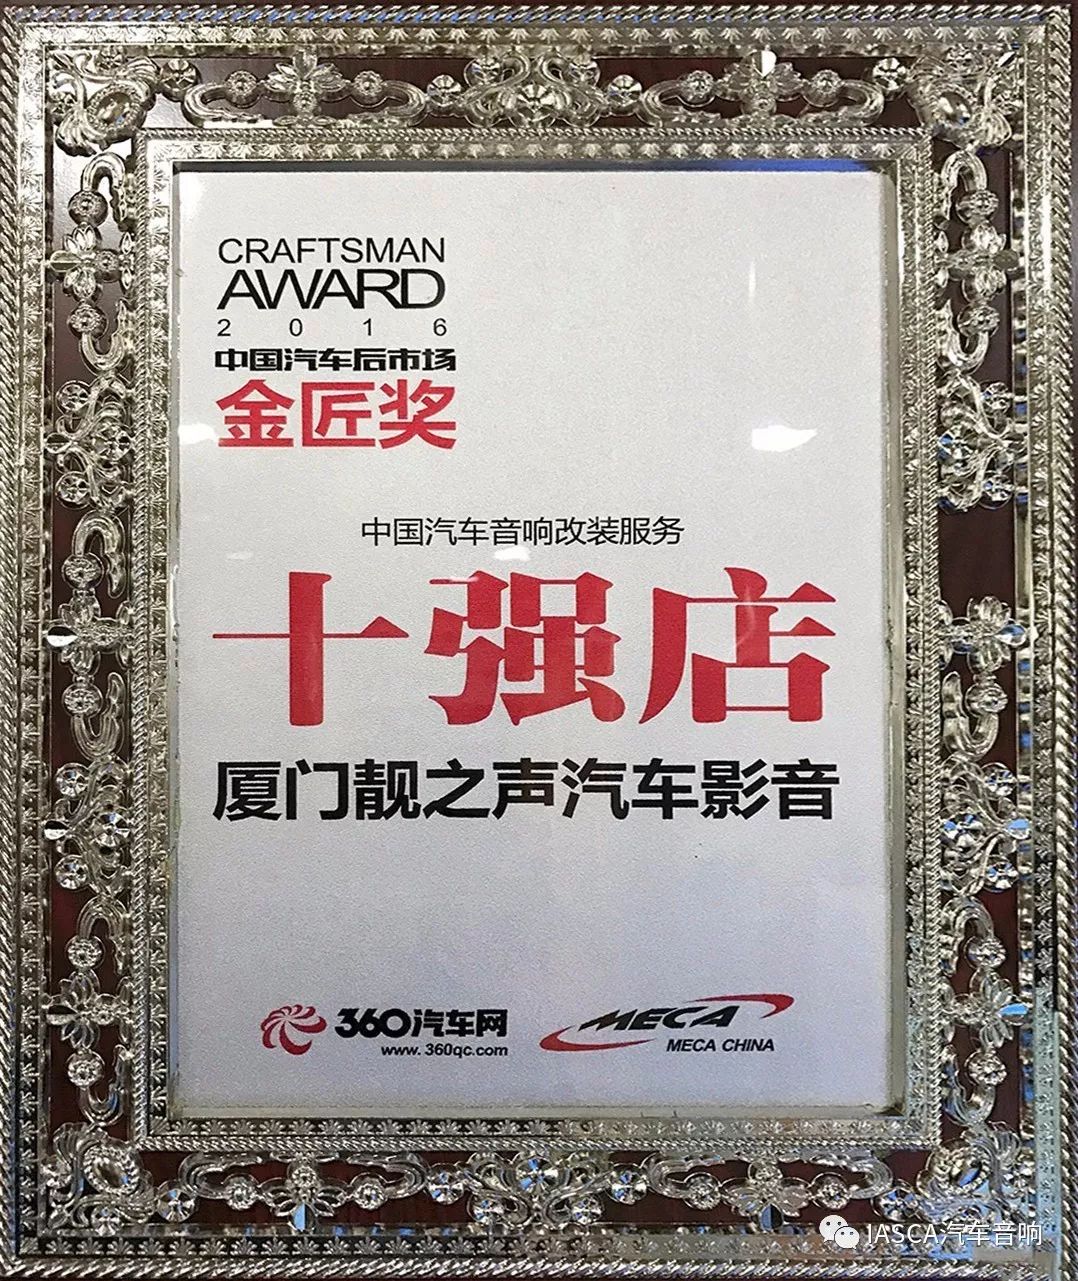 CRAFTSMAN
AWARD
2016
中国汽车后市场
金匠奖
中国汽车音响改装服务
十强店
厦门靓之声汽车影音
360汽车网
www.360qc.com
MECA
MECA CHINA
IASCA汽车音响